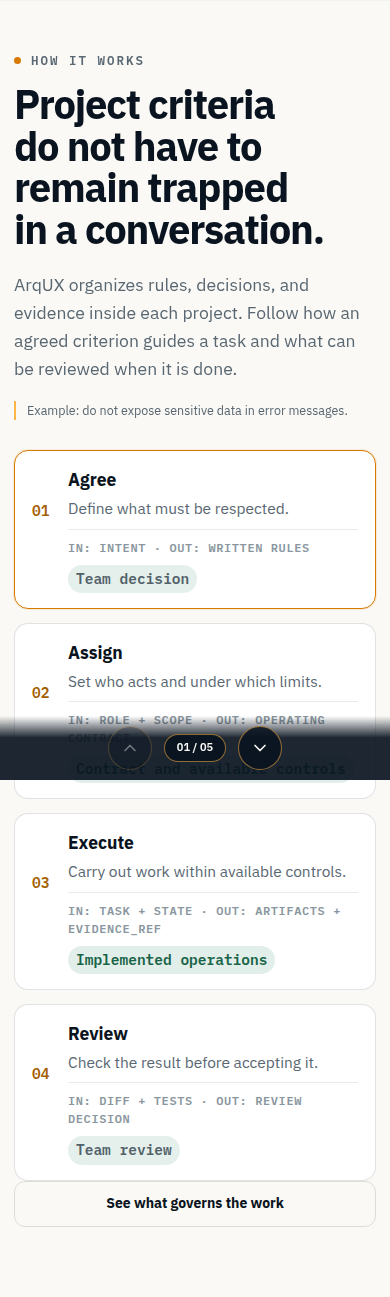 HOW IT WORKS
Project criteria
do not have to
remain trapped
in a conversation.
ArqUX organizes rules, decisions, and
evidence inside each project. Follow how an
agreed criterion guides a task and what can
be reviewed when it is done.
Example: do not expose sensitive data in error messages.
Agree
01
Define what must be respected.
IN: INTENT · OUT: WRITTEN RULES
Team decision
Assign
02
Set who acts and under which limits.
IN: ROLE + SCOPE · OUT: OPERATING
CONTRACT
01 / 05
Contract and available controls
Execute
03
Carry out work within available controls.
IN: TASK + STATE · OUT: ARTIFACTS +
EVIDENCE_REF
Implemented operations
Review
04
Check the result before accepting it.
IN: DIFF + TESTS · OUT: REVIEW
DECISION
Team review
See what governs the work